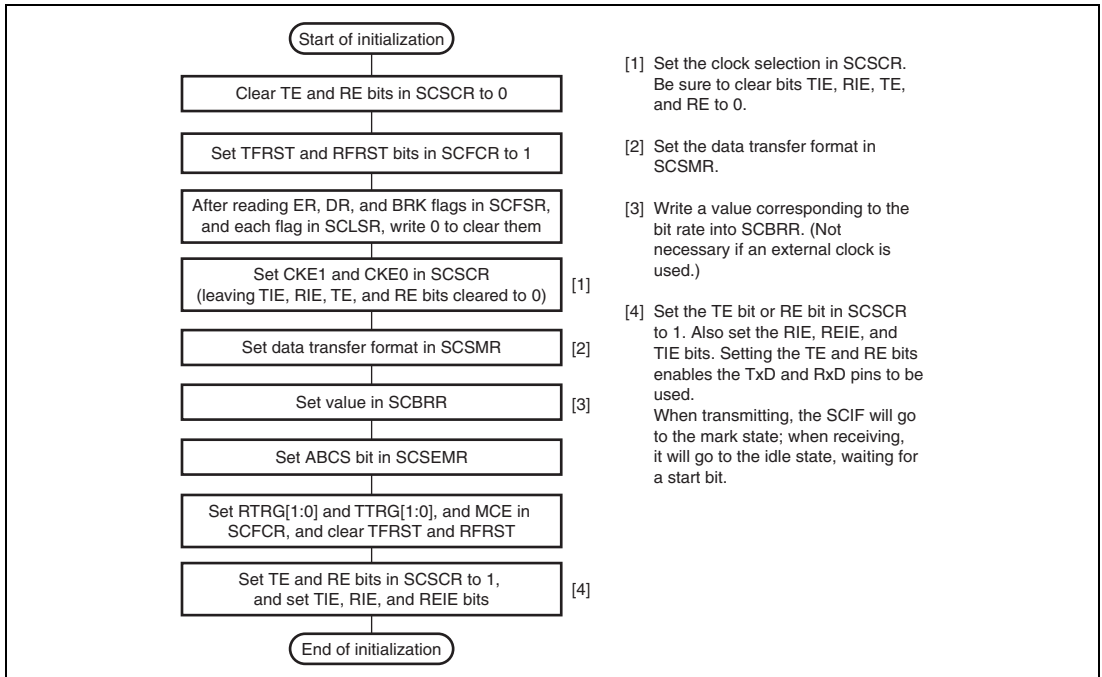 Start of initialization
Clear TE and RE bits in SCSCR to 0
Set TFRST and RFRST bits in SCFCR to 1
After reading ER, DR, and BRK flags in SCFSR,
and each flag in SCLSR, write 0 to clear them
Set CKE1 and CKE0 in SCSCR
(leaving TIE, RIE, TE, and RE bits cleared to 0)
[1]
Set data transfer format in SCSMR
[2]
Set value in SCBRR
[3]
Set ABCS bit in SCSEMR
Set RTRG[1:0] and TTRG[1:0], and MCE in
SCFCR, and clear TFRST and RFRST
Set TE and RE bits in SCSCR to 1,
and set TIE, RIE, and REIE bits
[4]
End of initialization
[1] Set the clock selection in SCSCR.
Be sure to clear bits TIE, RIE, TE,
and RE to 0.
[2] Set the data transfer format in
SCSMR.
[3] Write a value corresponding to the
bit rate into SCBRR. (Not
necessary if an external clock is
used.)
[4] Set the TE bit or RE bit in SCSCR
to 1. Also set the RIE, REIE, and
TIE bits. Setting the TE and RE bits
enables the TxD and RxD pins to be
used.
When transmitting, the SCIF will go
to the mark state; when receiving,
it will go to the idle state, waiting for
a start bit.